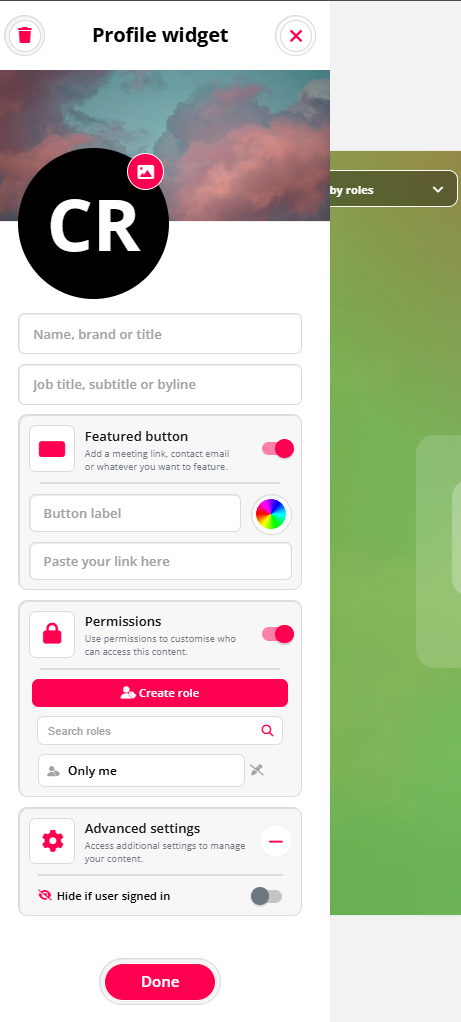 Profile widget
CR
by roles
Name, brand or title
Job title, subtitle or byline
Featured button
Add a meeting link, contact email
or whatever you want to feature.
Button label
Paste your link here
Permissions
Use permissions to customise who
can access this content.
Create role
Search roles
Only me
Advanced settings
Access additional settings to manage
your content.
Hide if user signed in
Done